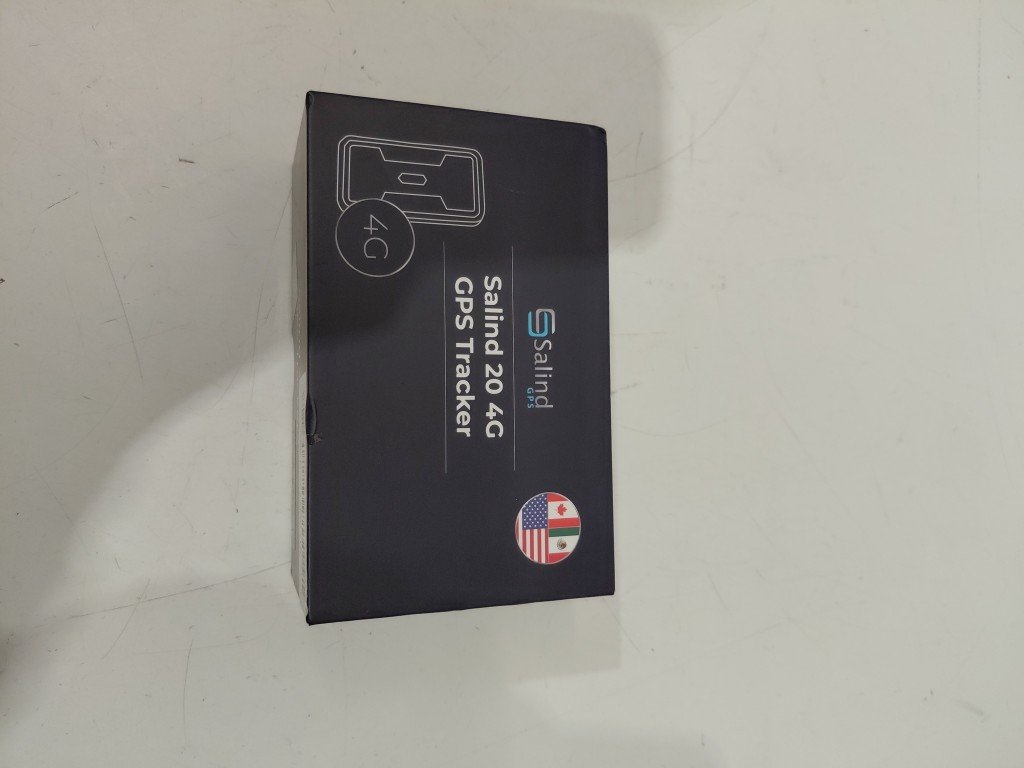 Salind
GPS
Salind 20 4G
GPS Tracker
4G